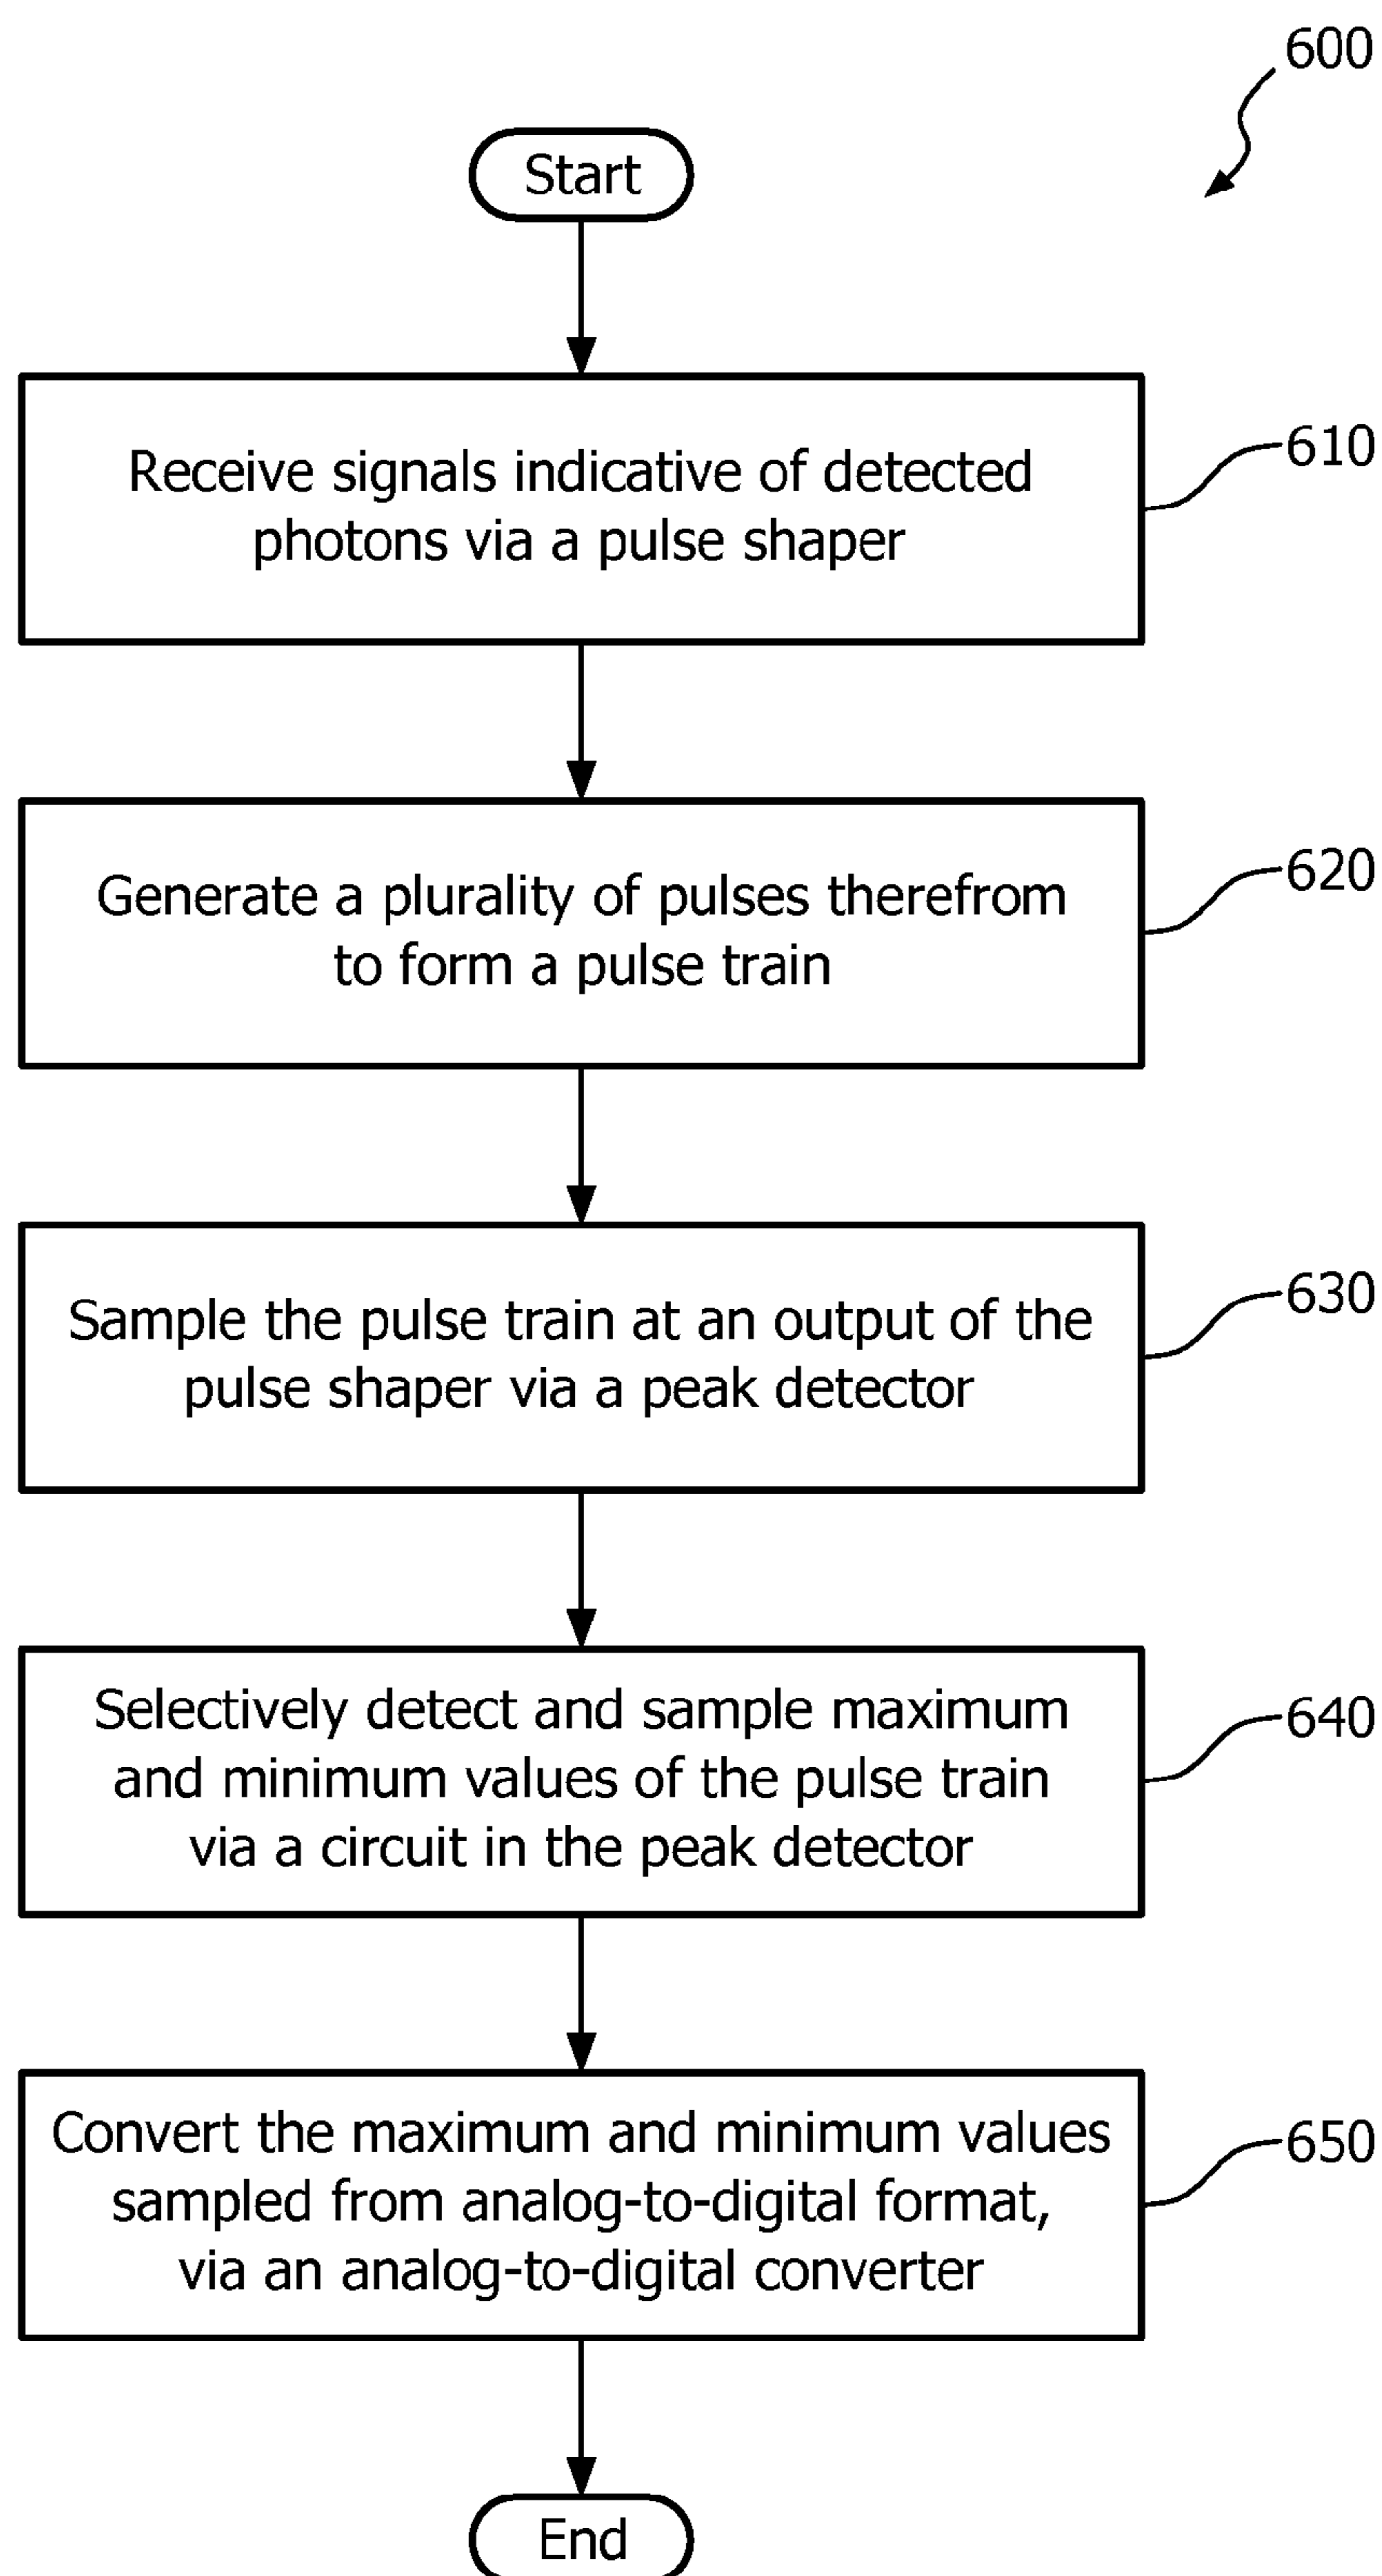 600
Start
Receive signals indicative of detected
photons via a pulse shaper
610
Generate a plurality of pulses therefrom
to form a pulse train
620
Sample the pulse train at an output of the
pulse shaper via a peak detector
630
Selectively detect and sample maximum
and minimum values of the pulse train
via a circuit in the peak detector
640
Convert the maximum and minimum values
sampled from analog-to-digital format,
via an analog-to-digital converter
650
End